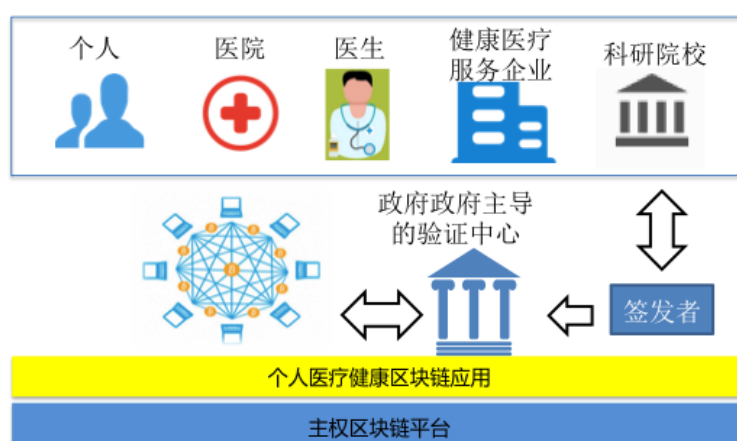 个人
医院
医生
健康医疗
服务企业
科研院校
政府政府主导
的验证中心
签发者
个人医疗健康区块链应用
主权区块链平台